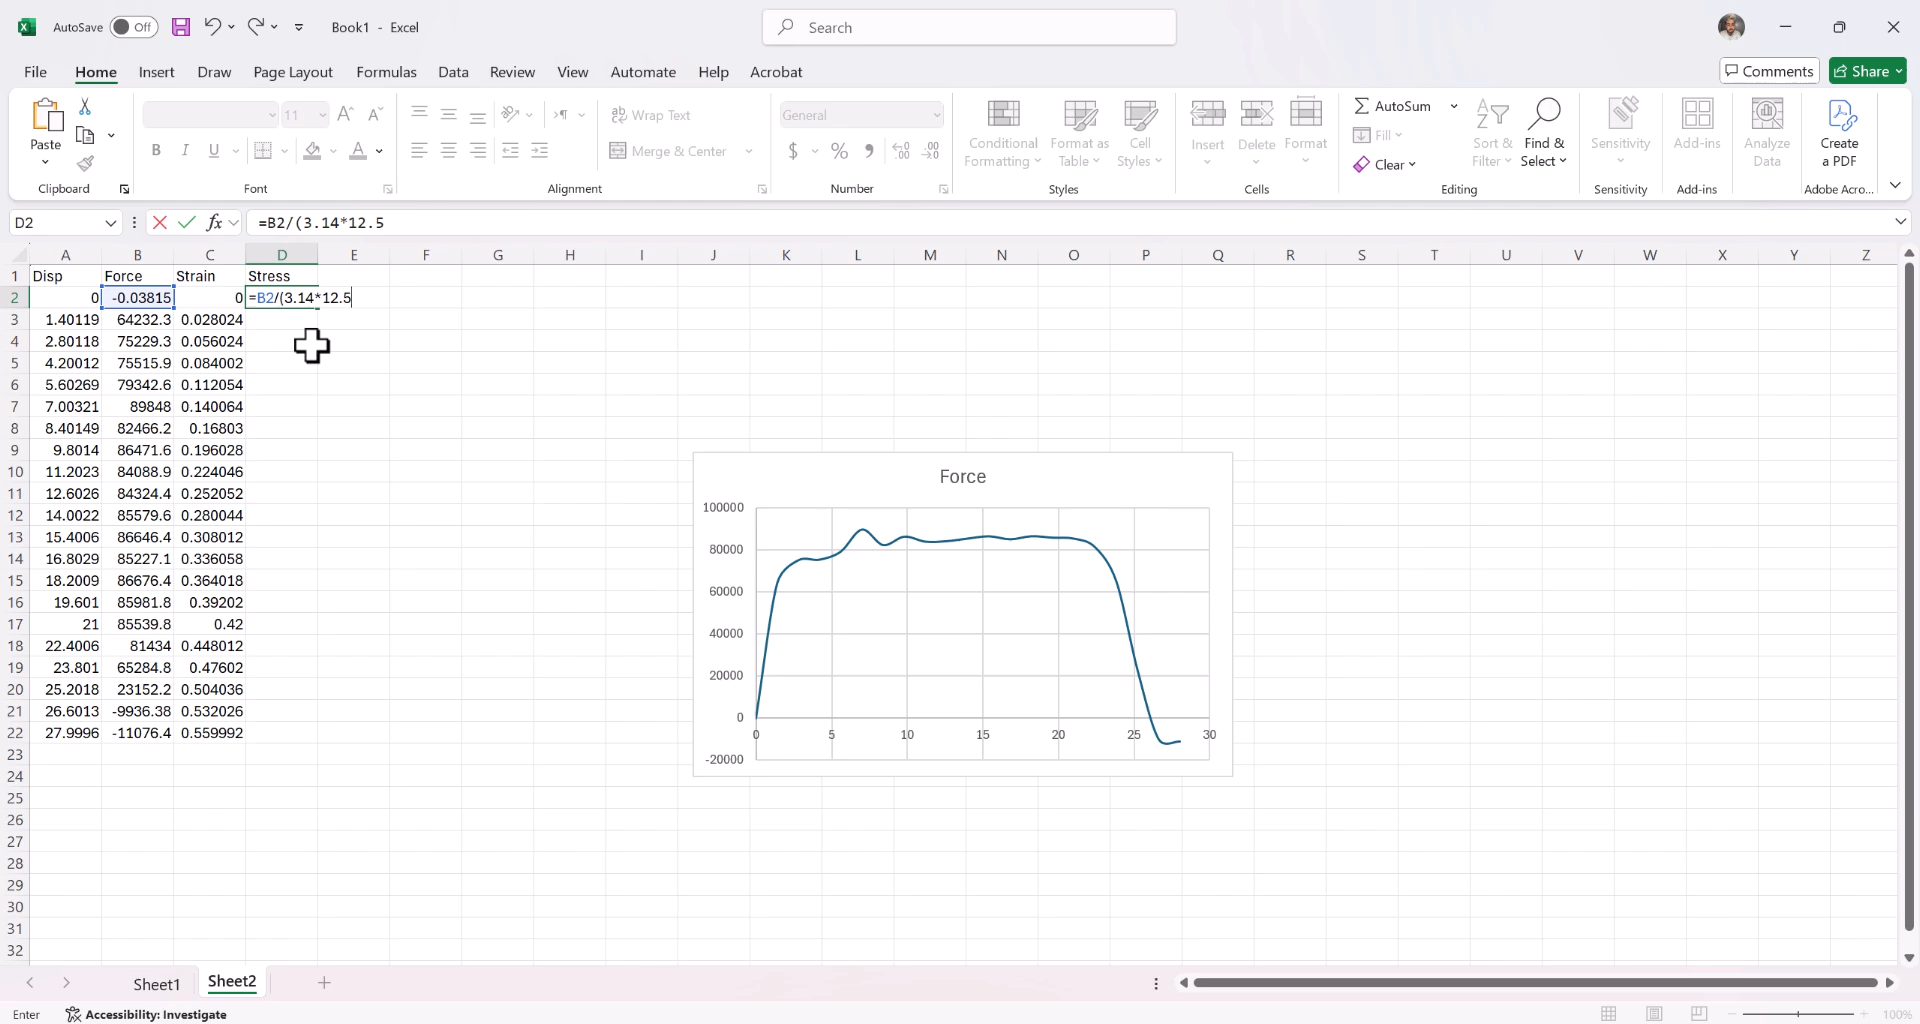 AutoSave Off Book1 - Excel Search
File Home Insert Draw Page Layout Formulas Data Review View Automate Help Acrobat Comments Share
Paste 11 Wrap Text General Conditional Format as Cell Insert Delete Format AutoSum Sort & Find & Sensitivity Add-ins Analyze Create
B I U Merge & Center $ % Formatting Table Styles Fill Filter Select Data a PDF
Clear
Clipboard Font Alignment Number Styles Cells Editing Sensitivity Add-ins Adobe Acro...
D2 fx =B2/(3.14*12.5
A B C D E F G H I J K L M N O P Q R S T U V W X Y Z
1 Disp Force Strain Stress
2 0 -0.03815 0 =B2/(3.14*12.5
3 1.40119 64232.3 0.028024
4 2.80118 75229.3 0.056024
5 4.20012 75515.9 0.084002
6 5.60269 79342.6 0.112054
7 7.00321 89848 0.140064
8 8.40149 82466.2 0.16803
9 9.8014 86471.6 0.196028
10 11.2023 84088.9 0.224046
11 12.6026 84324.4 0.252052
12 14.0022 85579.6 0.280044
13 15.4006 86646.4 0.308012
14 16.8029 85227.1 0.336058
15 18.2009 86676.4 0.364018
16 19.601 85981.8 0.39202
17 21 85539.8 0.42
18 22.4006 81434 0.448012
19 23.801 65284.8 0.47602
20 25.2018 23152.2 0.504036
21 26.6013 -9936.38 0.532026
22 27.9996 -11076.4 0.559992
23
24
25
26
27
28
29
30
31
32
Force
100000
80000
60000
40000
20000
0
-20000
0 5 10 15 20 25 30
Sheet1 Sheet2
Enter Accessibility: Investigate 100%